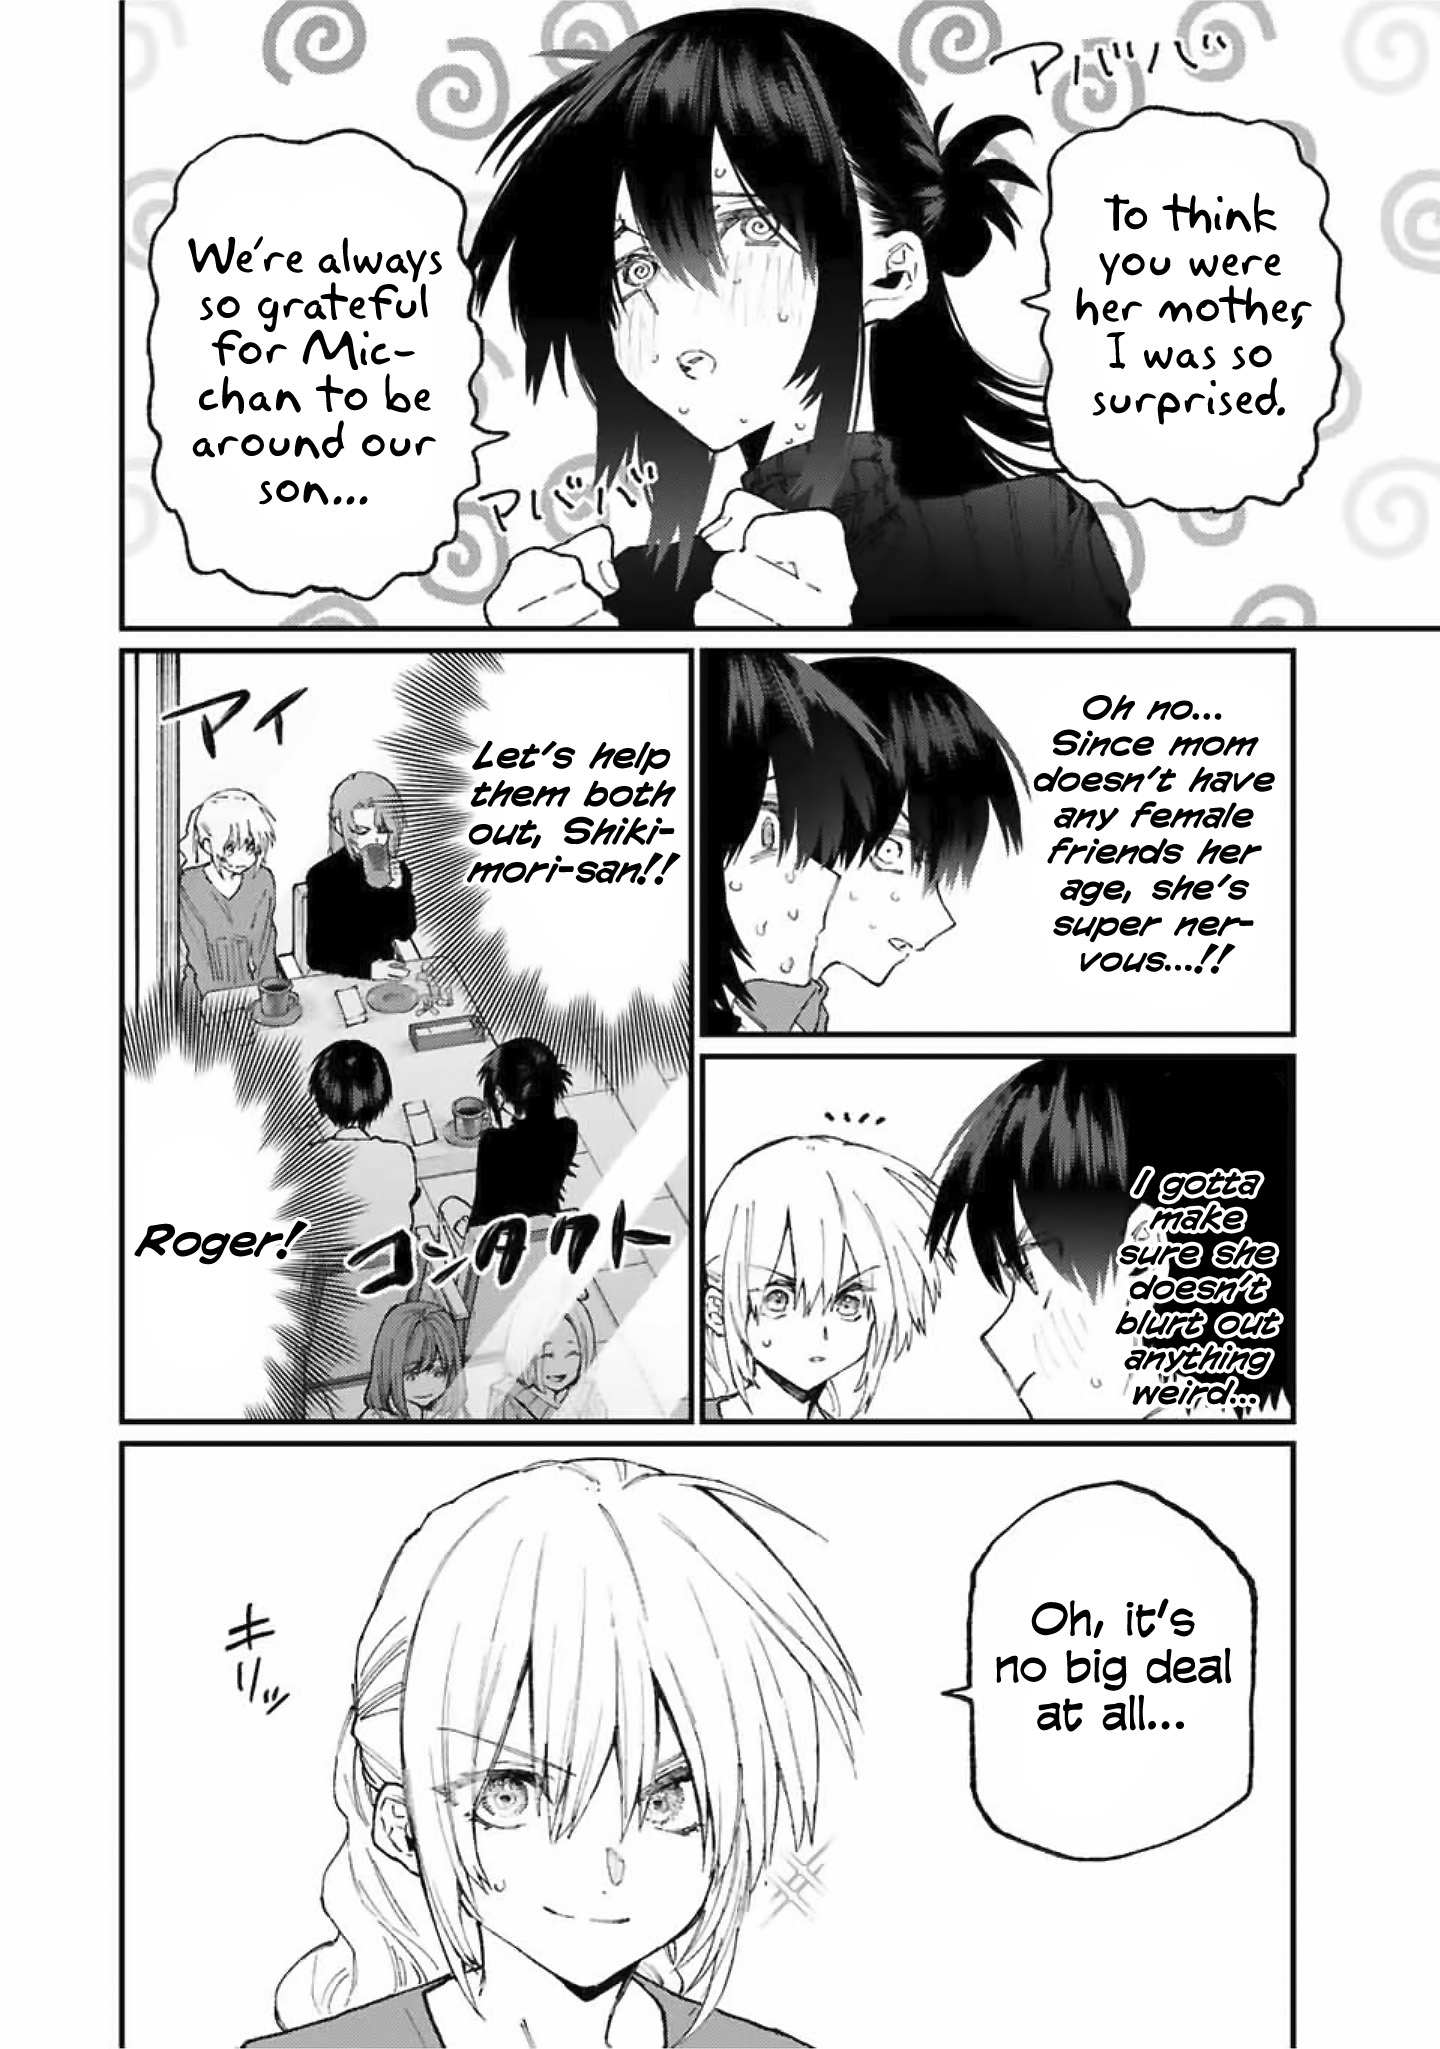 アババババ
To think
you were
her mother,
I was so
surprised.
We're always
so grateful
for Mic-
chan to be
around our
son...
アババババ
Oh no...
Since mom
doesn't have
any female
friends her
age, she's
super ner-
vous...!!
I gotta
make
sure she
doesn't
blurt out
anything
weird...
Let's help
them both
out, Shiki-
mori-san!!
アイ
Roger!
コンタクト
Oh, it's
no big deal
at all...
キリッ